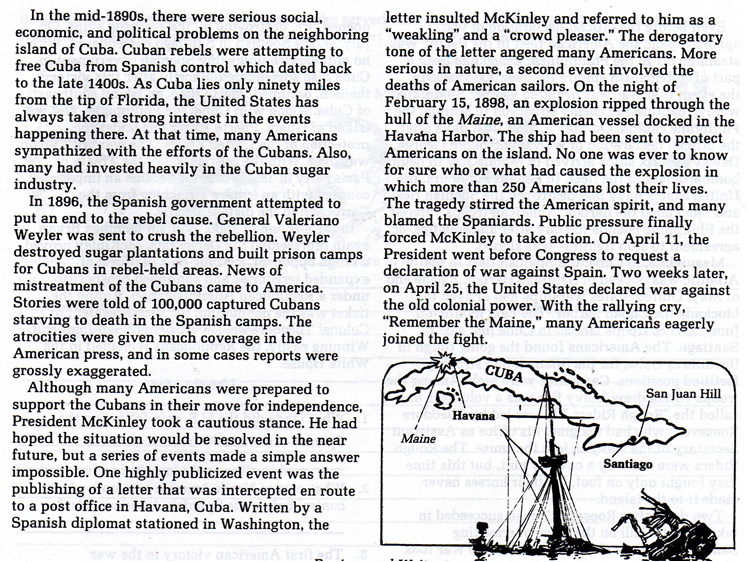 In the mid-1890s, there were serious social,
economic, and political problems on the neighboring
island of Cuba. Cuban rebels were attempting to
free Cuba from Spanish control which dated back
to the late 1400s. As Cuba lies only ninety miles
from the tip of Florida, the United States has
always taken a strong interest in the events
happening there. At that time, many Americans
sympathized with the efforts of the Cubans. Also,
many had invested heavily in the Cuban sugar
industry.
In 1896, the Spanish government attempted to
put an end to the rebel cause. General Valeriano
Weyler was sent to crush the rebellion. Weyler
destroyed sugar plantations and built prison camps
for Cubans in rebel-held areas. News of
mistreatment of the Cubans came to America.
Stories were told of 100,000 captured Cubans
starving to death in the Spanish camps. The
atrocities were given much coverage in the
American press, and in some cases reports were
grossly exaggerated.
Although many Americans were prepared to
support the Cubans in their move for independence,
President McKinley took a cautious stance. He had
hoped the situation would be resolved in the near
future, but a series of events made a simple answer
impossible. One highly publicized event was the
publishing of a letter that was intercepted en route
to a post office in Havana, Cuba. Written by a
Spanish diplomat stationed in Washington, the
letter insulted McKinley and referred to him as a
“weakling” and a “crowd pleaser.” The derogatory
tone of the letter angered many Americans. More
serious in nature, a second event involved the
deaths of American sailors. On the night of
February 15, 1898, an explosion ripped through the
hull of the Maine, an American vessel docked in the
Havana Harbor. The ship had been sent to protect
Americans on the island. No one was ever to know
for sure who or what had caused the explosion in
which more than 250 Americans lost their lives.
The tragedy stirred the American spirit, and many
blamed the Spaniards. Public pressure finally
forced McKinley to take action. On April 11, the
President went before Congress to request a
declaration of war against Spain. Two weeks later,
on April 25, the United States declared war against
the old colonial power. With the rallying cry,
“Remember the Maine,” many Americans eagerly
joined the fight.
CUBA
San Juan Hill
Havana
Maine
Santiago